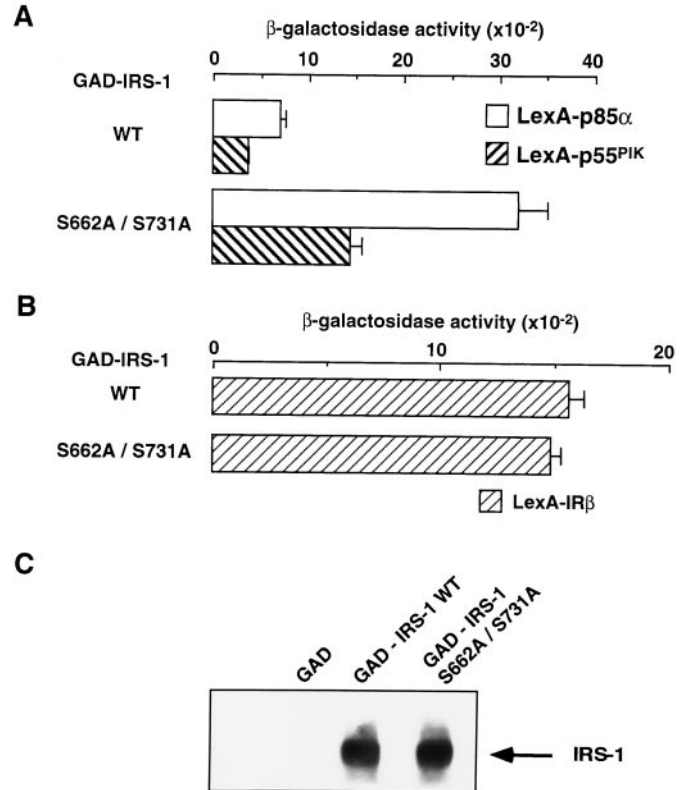 A
β-galactosidase activity (x10-2)
0 10 20 30 40
GAD-IRS-1
WT
LexA-p85α
LexA-p55PIK
S662A / S731A
B
β-galactosidase activity (x10-2)
0 10 20
GAD-IRS-1
WT
S662A / S731A
LexA-IRβ
C
GAD
GAD - IRS-1 WT
GAD - IRS-1
S662A / S731A
IRS-1